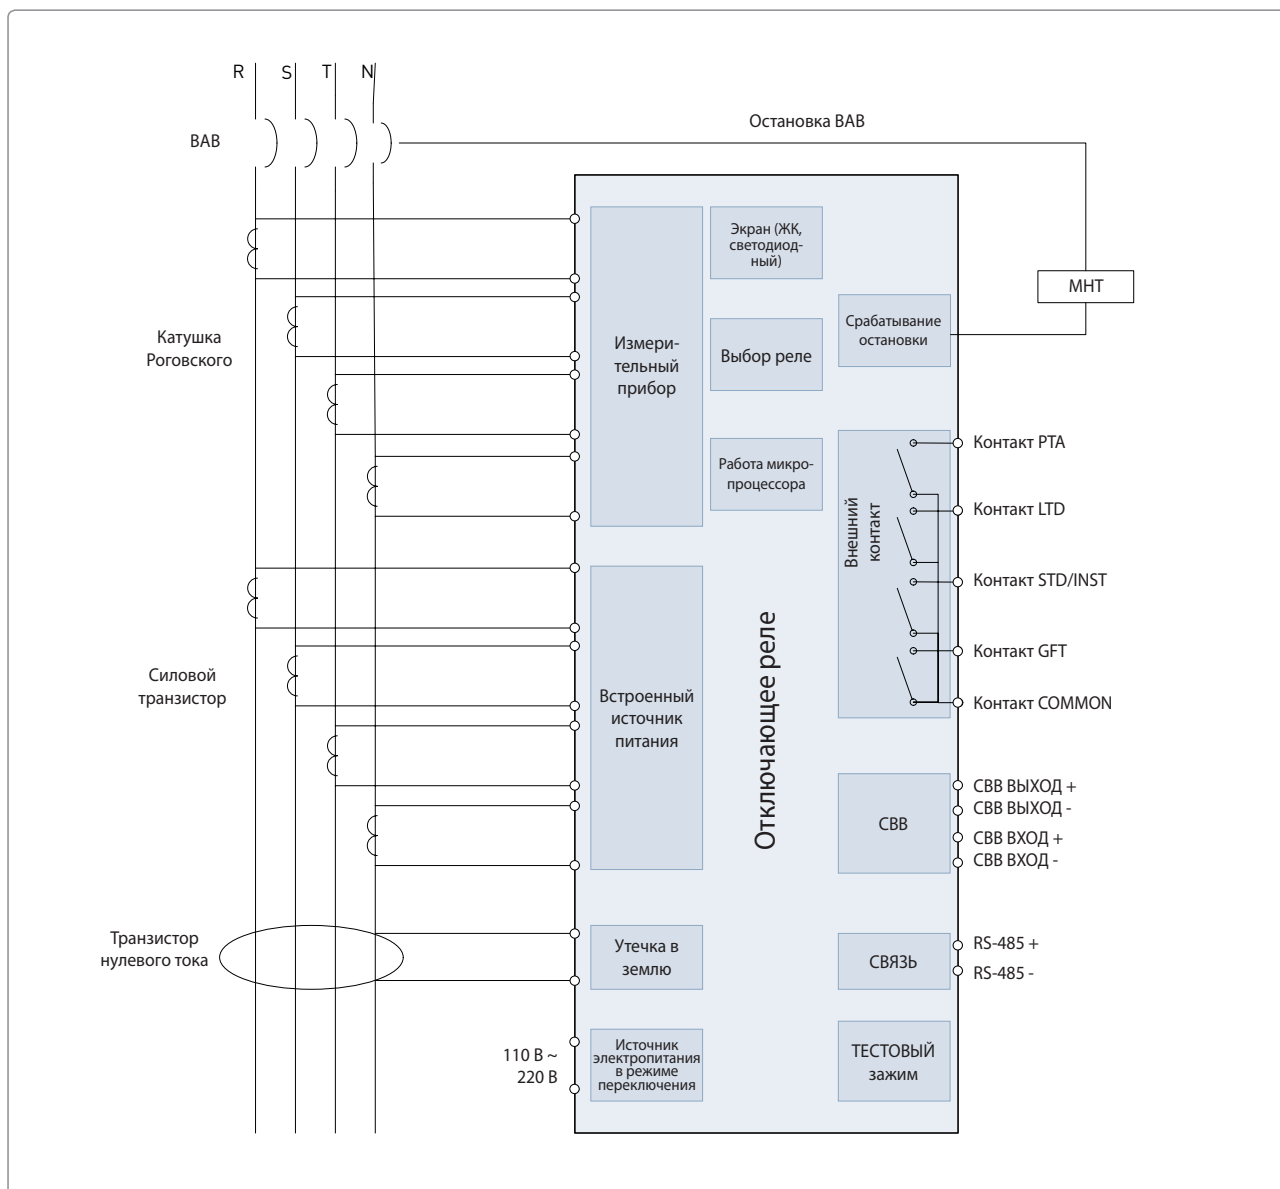 R
S
T
N
ВАВ
Остановка ВАВ
МНТ
Катушка
Роговского
Измери-
тельный
прибор
Экран (ЖК,
светодиод-
ный)
Выбор реле
Работа микро-
процессора
Срабатывание
остановки
Внешний
контакт
Контакт PTA
Контакт LTD
Контакт STD/INST
Контакт GFT
Контакт COMMON
Силовой
транзистор
Встроенный
источник
питания
Отключающее реле
СВВ
СВВ ВЫХОД +
СВВ ВЫХОД -
СВВ ВХОД +
СВВ ВХОД -
Транзистор
нулевого тока
Утечка в
землю
СВЯЗЬ
RS-485 +
RS-485 -
110 В ~
220 В
Источник
электропитания
в режиме
переключения
ТЕСТОВЫЙ
зажим